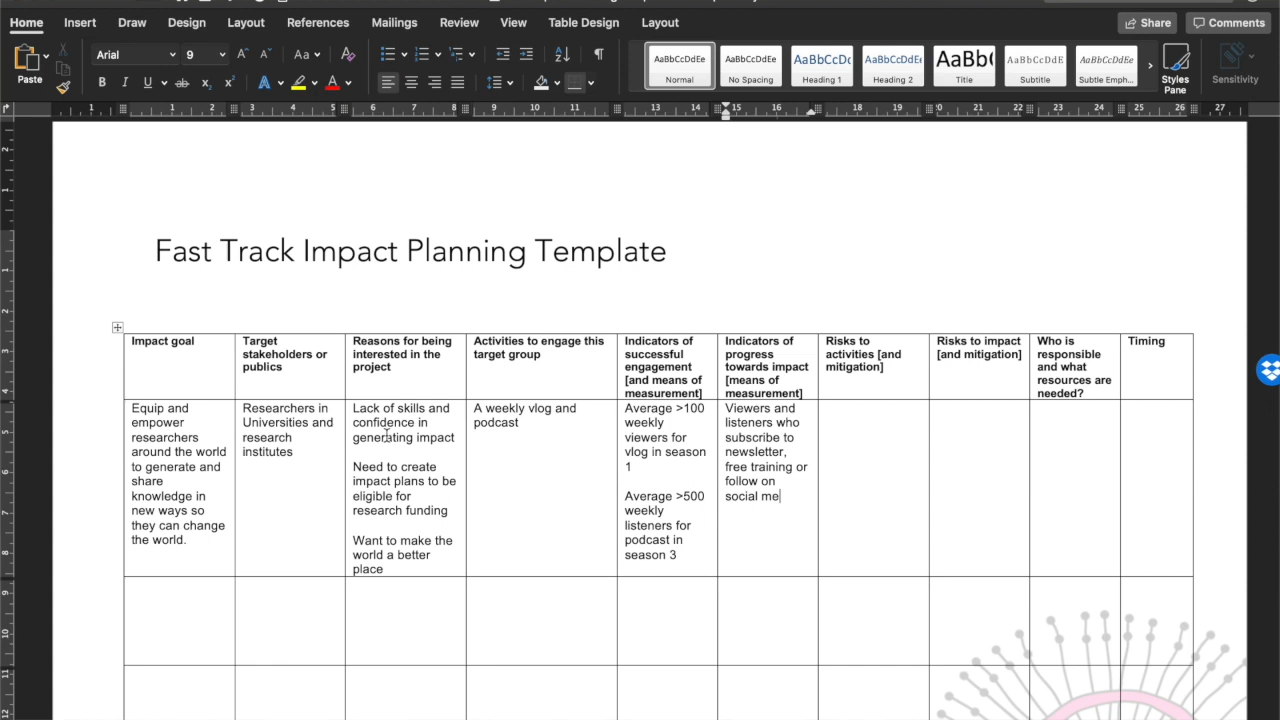 Home Insert Draw Design Layout References Mailings Review View Table Design Layout Share Comments
Paste Arial 9 Aa
AaBbCcDdEe AaBbCcDdEe AaBbCcDc AaBbCcDdEe AaBb( AaBbCcDdEe AaBbCcDdEe
Normal No Spacing Heading 1 Heading 2 Title Subtitle Subtle Emph... Styles Pane Sensitivity
Fast Track Impact Planning Template
Impact goal
Target
stakeholders or
publics
Reasons for being
interested in the
project
Activities to engage this
target group
Indicators of
successful
engagement
[and means of
measurement]
Indicators of
progress
towards impact
[means of
measurement]
Risks to
activities [and
mitigation]
Risks to impact
[and mitigation]
Who is
responsible
and what
resources are
needed?
Timing
Equip and
empower
researchers
around the world
to generate and
share
knowledge in
new ways so
they can change
the world.
Researchers in
Universities and
research
institutes
Lack of skills and
confidence in
generating impact
Need to create
impact plans to be
eligible for
research funding
Want to make the
world a better
place
A weekly vlog and
podcast
Average >100
weekly
viewers for
vlog in season
1
Average >500
weekly
listeners for
podcast in
season 3
Viewers and
listeners who
subscribe to
newsletter,
free training or
follow on
social me